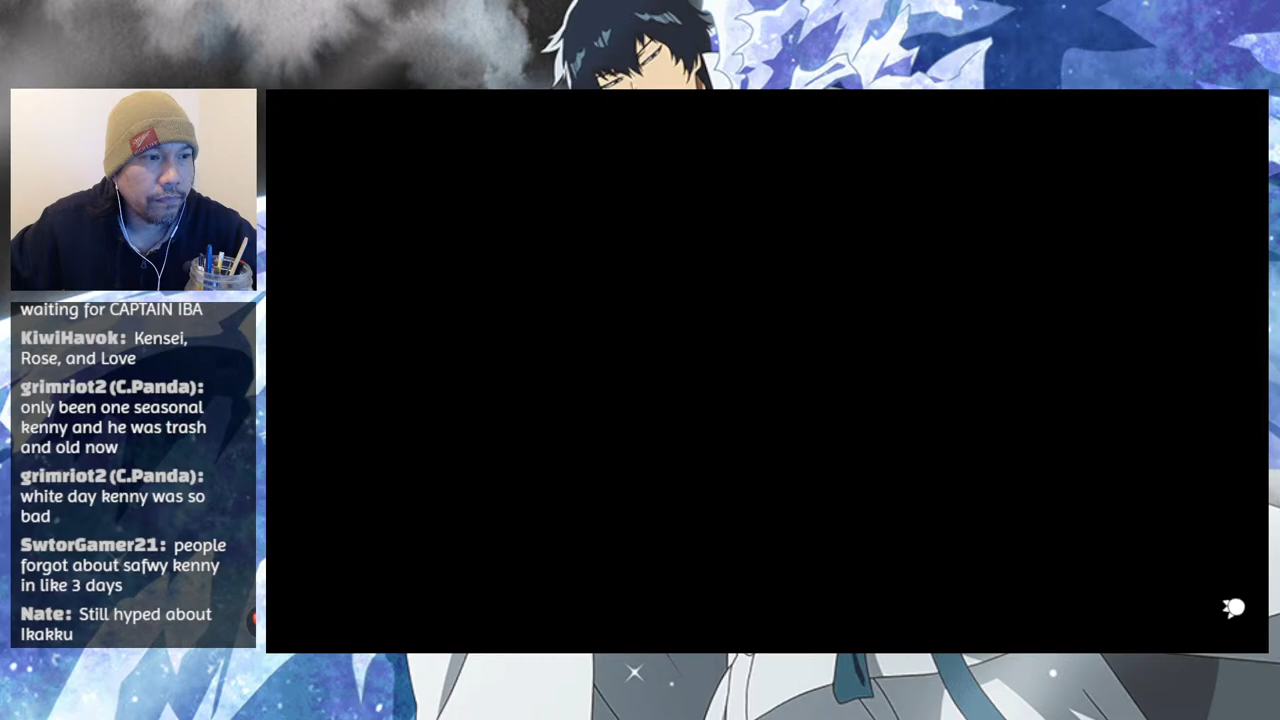 waiting for CAPTAIN IBA
KiwiHavok: Kensei,
Rose, and Love
grimriot2 (C.Panda):
only been one seasonal
kenny and he was trash
and old now
grimriot2 (C.Panda):
white day kenny was so
bad
SwtorGamer21: people
forgot about safwy kenny
in like 3 days
Nate: Still hyped about
Ikakku